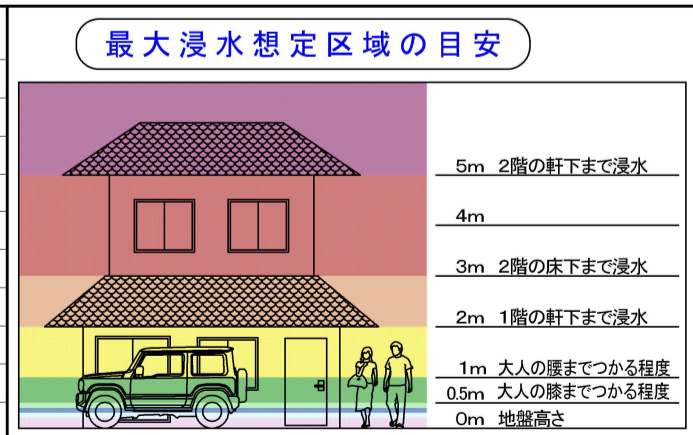 最大浸水想定区域の目安
5m 2階の軒下まで浸水
4m
3m 2階の床下まで浸水
2m 1階の軒下まで浸水
1m 大人の腰までつかる程度
0.5m 大人の膝までつかる程度
0m 地盤高さ